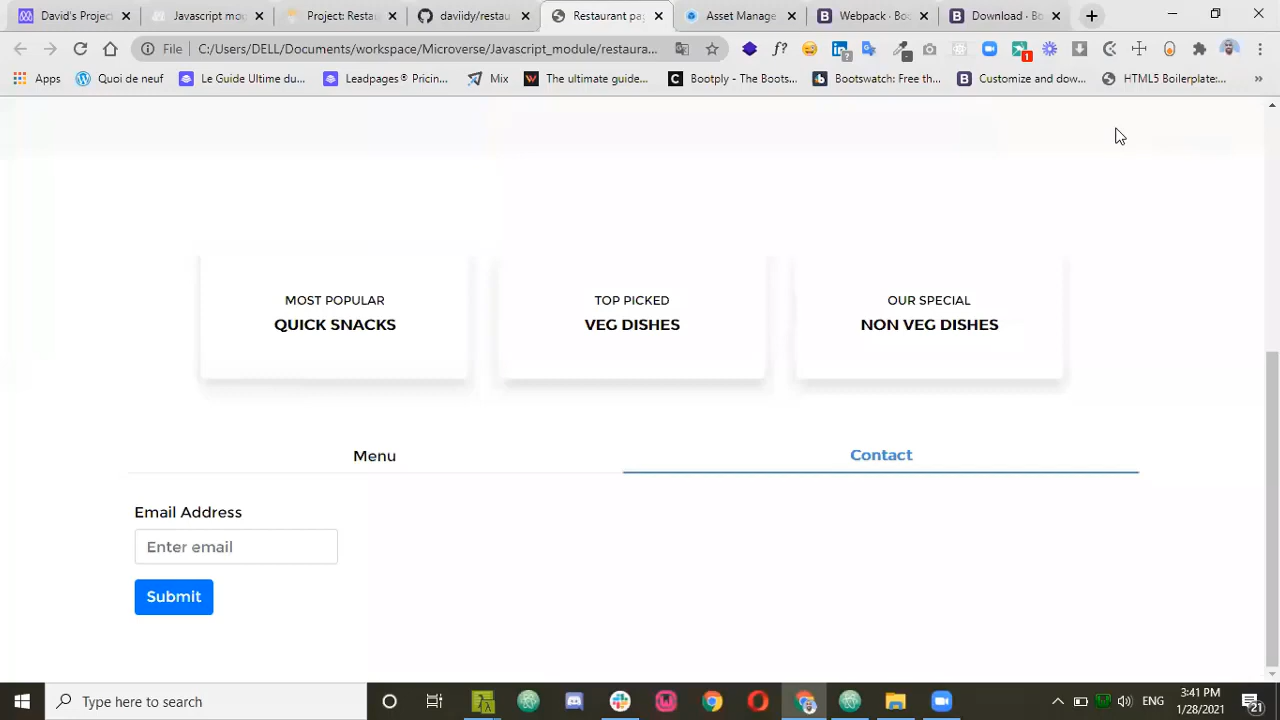 David's Projec
Javascript mo
Project: Resta
daviidy/restau
Restaurant pa
Asset Manage
Webpack · Bo
Download · Bo
File
C:/Users/DELL/Documents/workspace/Microverse/Javascript_module/restaura...
f?
1
Apps
Quoi de neuf
Le Guide Ultime du...
Leadpages® Pricin...
Mix
The ultimate guide...
Bootply - The Boots...
Bootswatch: Free th...
Customize and dow...
HTML5 Boilerplate:...
»
MOST POPULAR
QUICK SNACKS
TOP PICKED
VEG DISHES
OUR SPECIAL
NON VEG DISHES
Menu
Contact
Email Address
Enter email
Submit
Type here to search
ENG
3:41 PM
1/28/2021
21